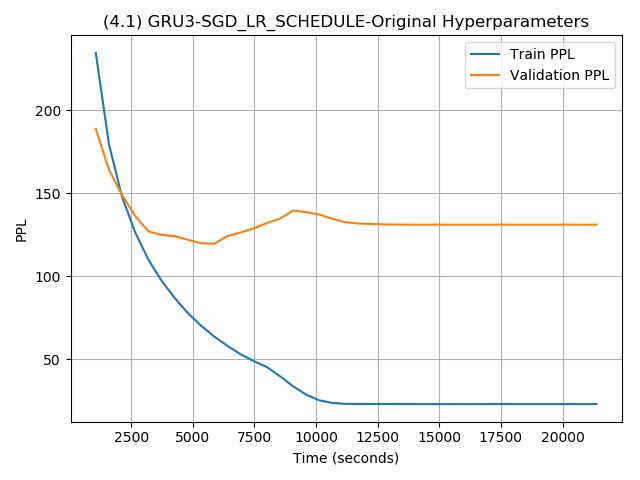 (4.1) GRU3-SGD_LR_SCHEDULE-Original Hyperparameters
Train PPL
Validation PPL
200
150
100
50
PPL
2500 5000 7500 10000 12500 15000 17500 20000
Time (seconds)